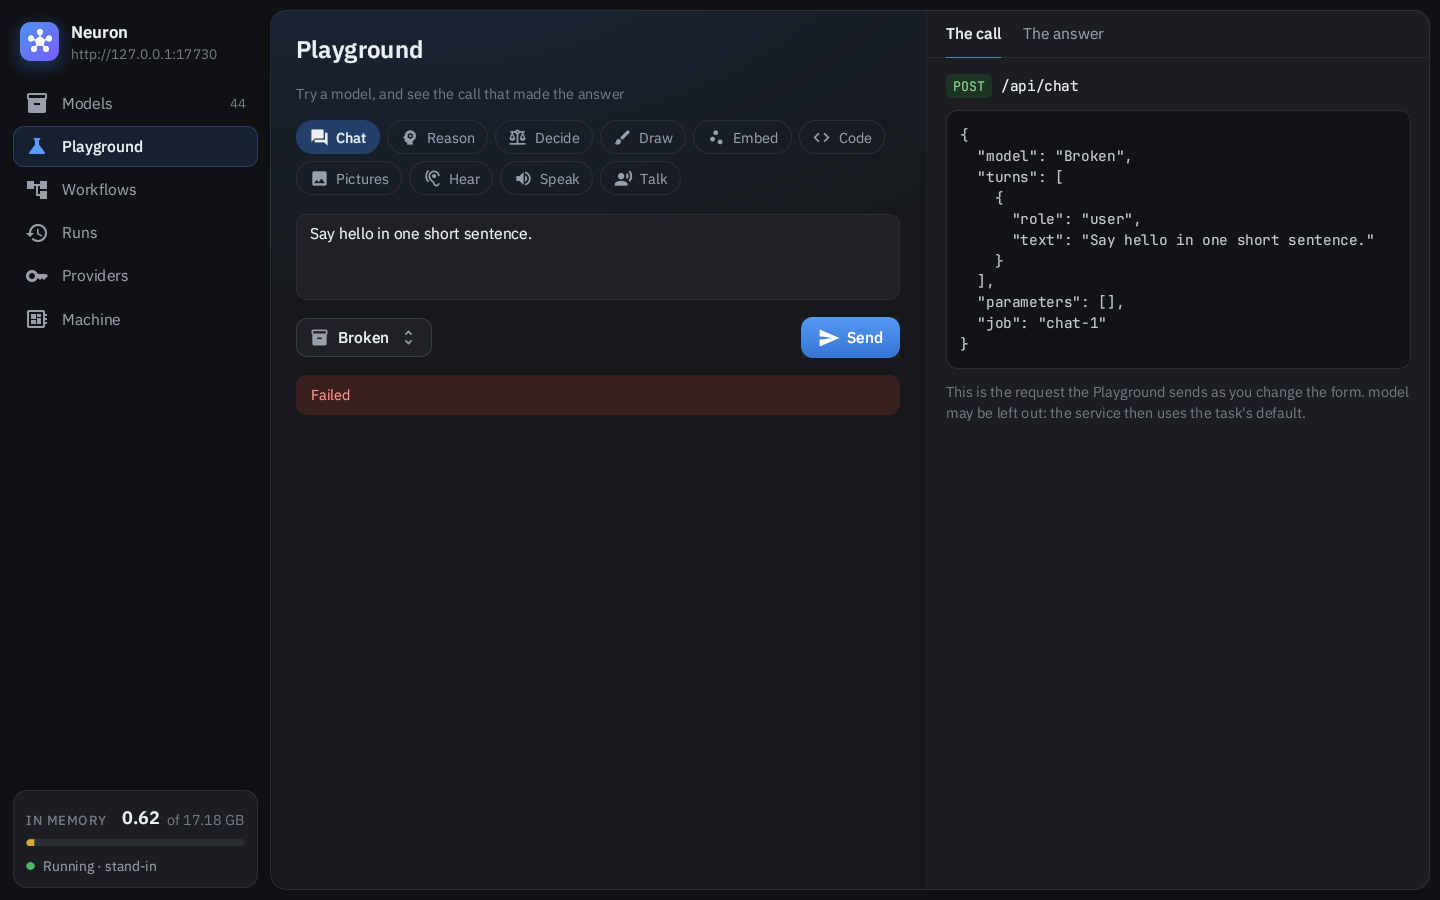 Neuron
http://127.0.0.1:17730
Models 44
Playground
Workflows
Runs
Providers
Machine
IN MEMORY 0.62 of 17.18 GB
Running · stand-in
Playground
Try a model, and see the call that made the answer
Chat Reason Decide Draw Embed Code
Pictures Hear Speak Talk
Say hello in one short sentence.
Broken Send
Failed
The call The answer
POST /api/chat
{
  "model": "Broken",
  "turns": [
    {
      "role": "user",
      "text": "Say hello in one short sentence."
    }
  ],
  "parameters": [],
  "job": "chat-1"
}
This is the request the Playground sends as you change the form. model
may be left out: the service then uses the task's default.